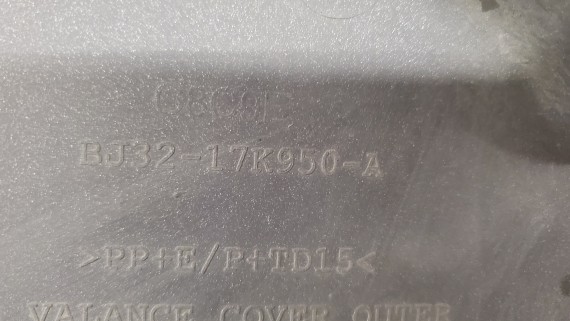 BJ32-17K950-A
>PP+E/P+TD15<
VALANCE COVER OUTER